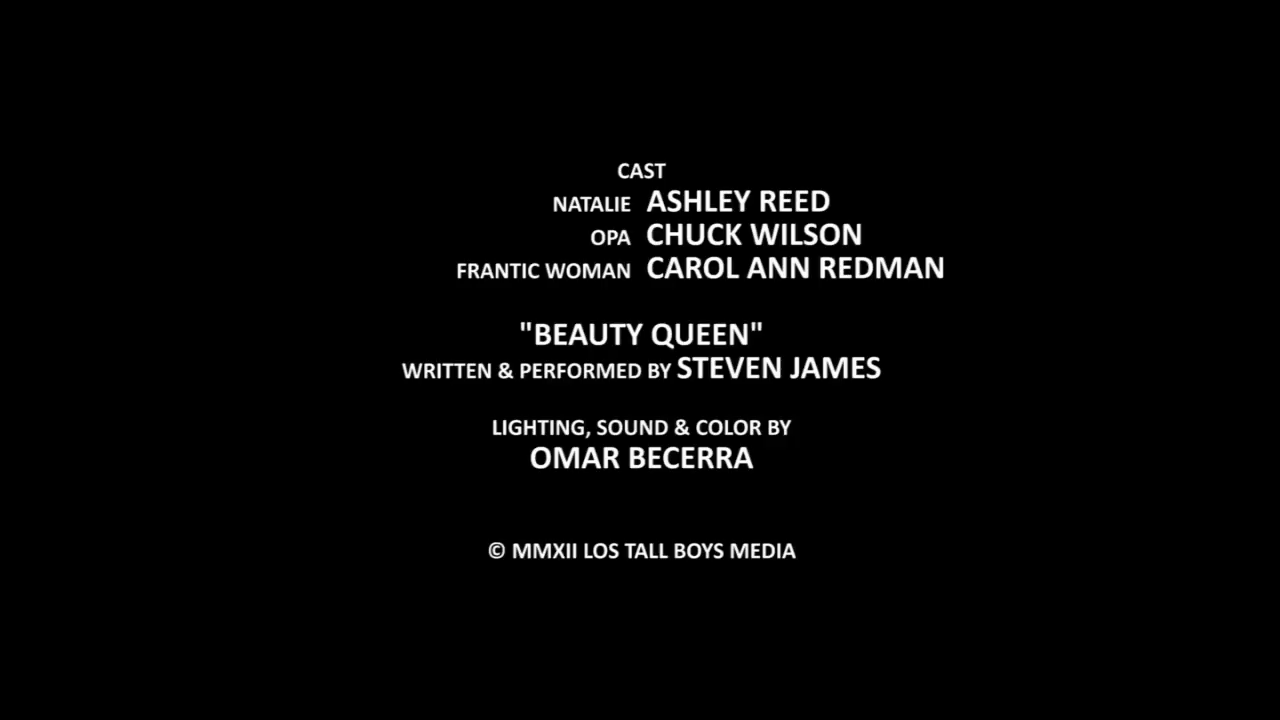 CAST
NATALIE ASHLEY REED
OPA CHUCK WILSON
FRANTIC WOMAN CAROL ANN REDMAN
"BEAUTY QUEEN"
WRITTEN & PERFORMED BY STEVEN JAMES
LIGHTING, SOUND & COLOR BY
OMAR BECERRA
© MMXII LOS TALL BOYS MEDIA